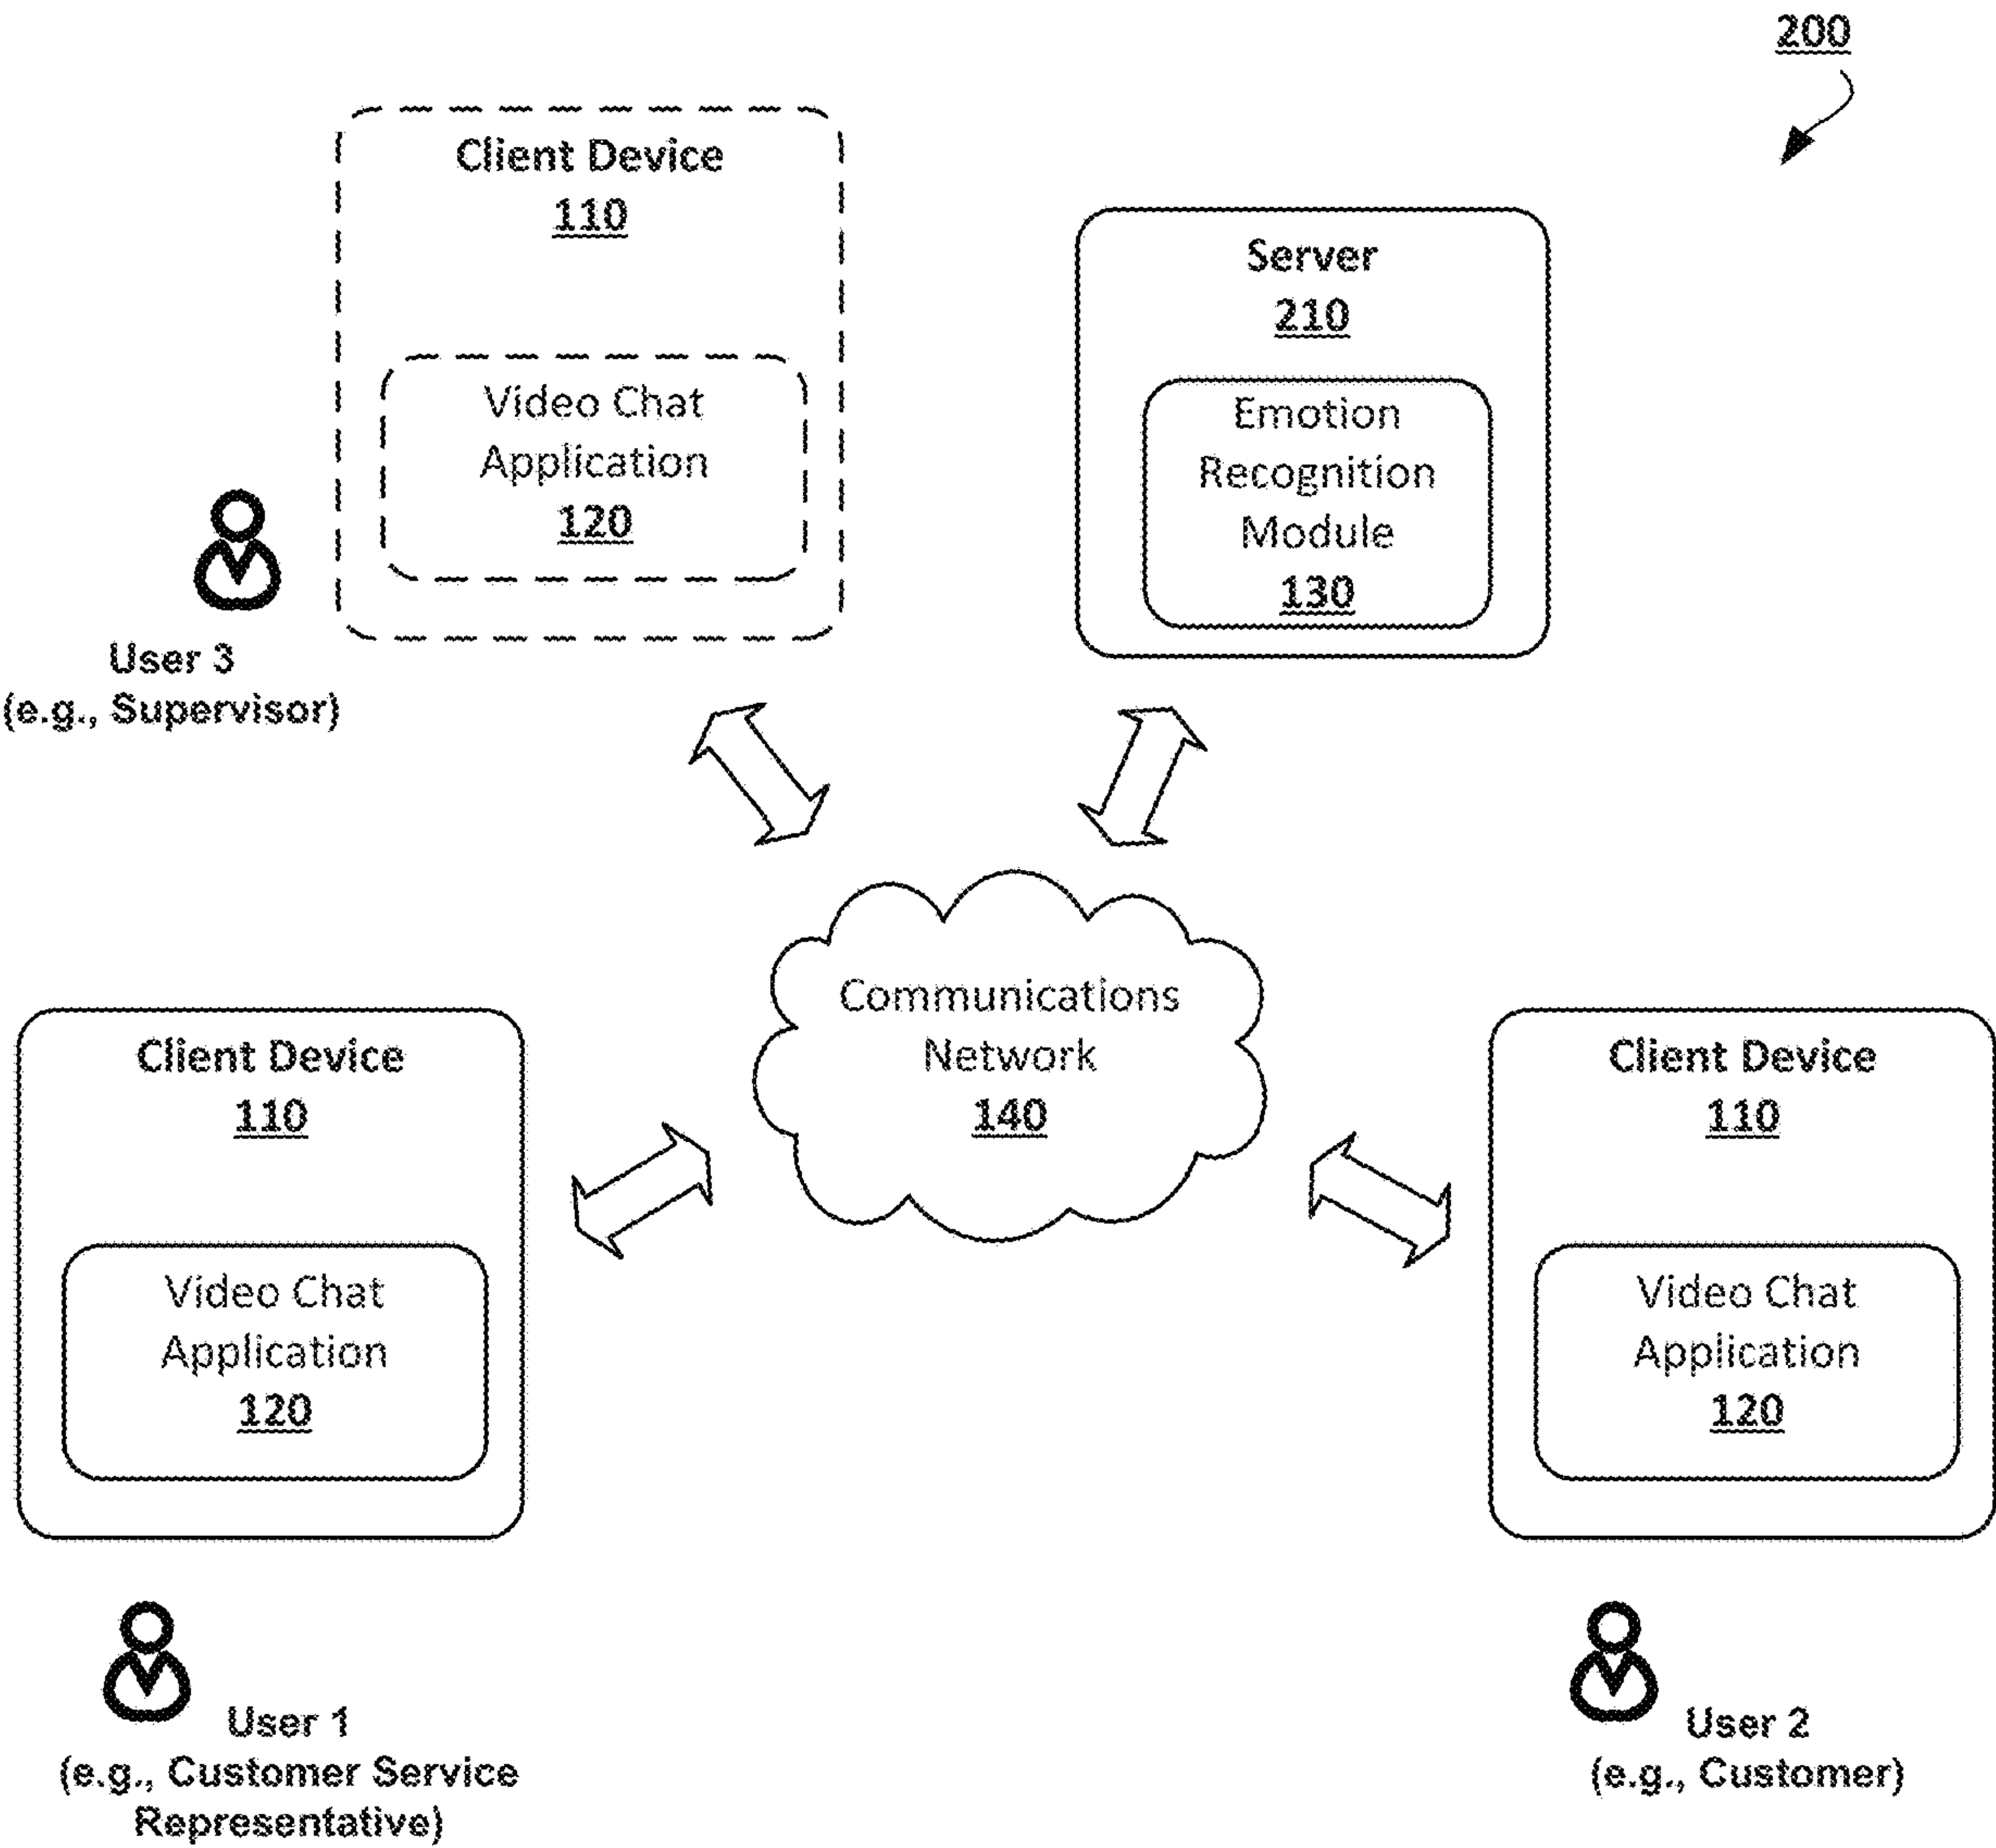 200
Client Device
110
Video Chat
Application
120
User 3
(e.g., Supervisor)
Server
210
Emotion
Recognition
Module
130
Communications
Network
140
Client Device
110
Video Chat
Application
120
User 1
(e.g., Customer Service
Representative)
Client Device
110
Video Chat
Application
120
User 2
(e.g., Customer)